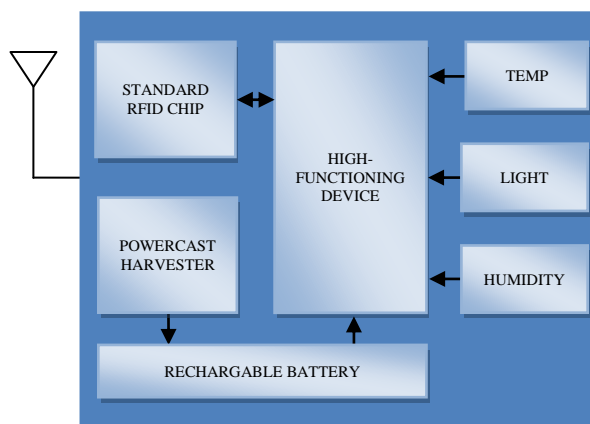 STANDARD
RFID CHIP
HIGH-
FUNCTIONING
DEVICE
TEMP
LIGHT
HUMIDITY
POWERCAST
HARVESTER
RECHARGABLE BATTERY